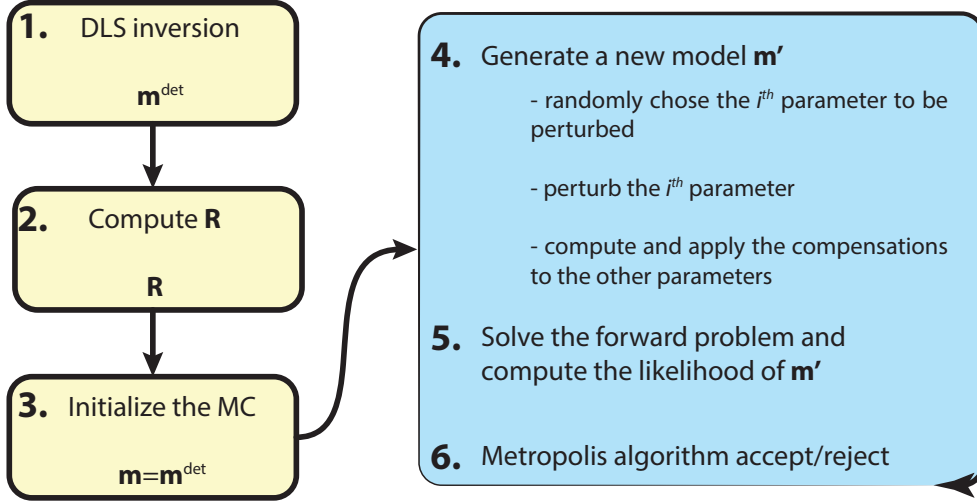 1. DLS inversion
m^det
2. Compute R
R
3. Initialize the MC
m=m^det
4. Generate a new model m′
- randomly chose the i^th parameter to be
perturbed
- perturb the i^th parameter
- compute and apply the compensations
to the other parameters
5. Solve the forward problem and
compute the likelihood of m′
6. Metropolis algorithm accept/reject